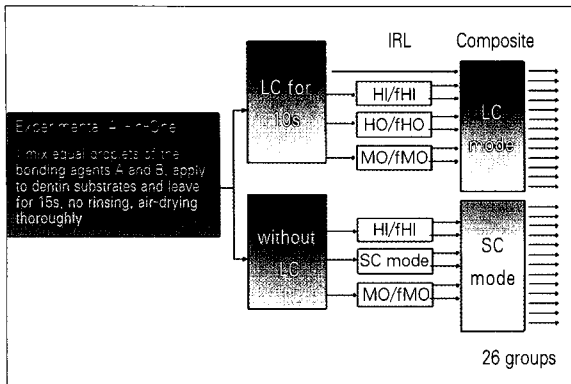 IRL Composite
Experimental All-in-One
1 mix equal droplets of the
bonding agents A and B, apply
to dentin substrates and leave
for 15s, no rinsing, air-drying
thoroughly
LC for
10s
HI/fHI
HO/fHO
MO/fMO
LC
mode
without
LC
HI/fHI
SC mode
MO/fMO
SC
mode
26 groups